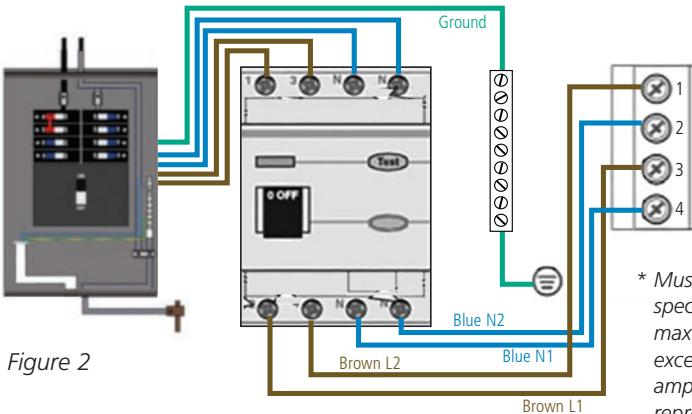 Ground
1 3 N N
Test
0 OFF
1
2
3
4
N N
Blue N2
Blue N1
Brown L2
Brown L1
Figure 2
* Mus
spec
max
exce
amp
repr